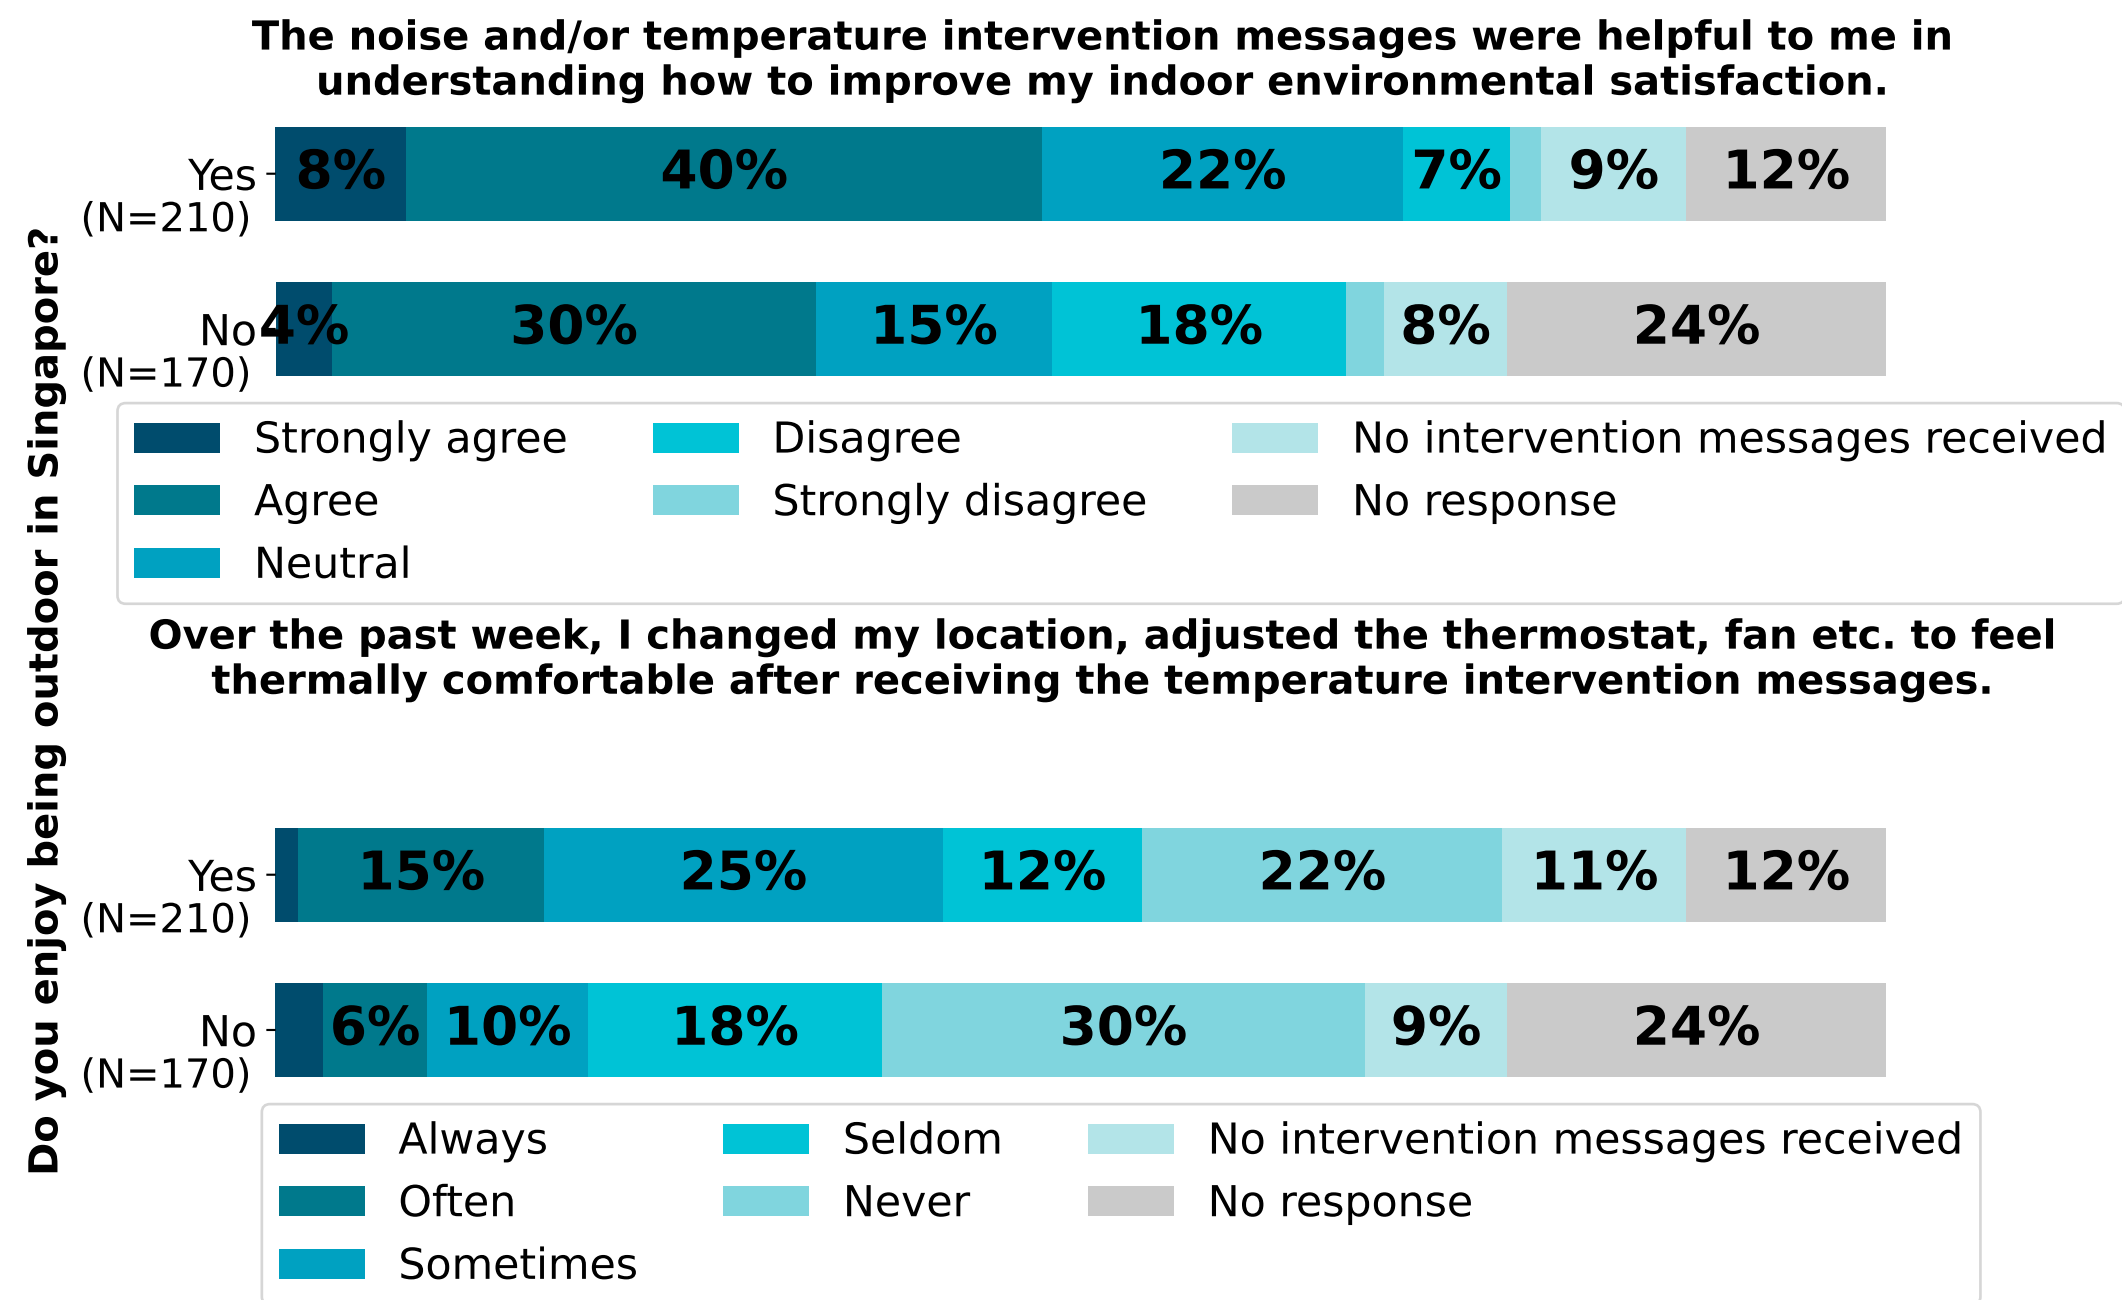 The noise and/or temperature intervention messages were helpful to me in
understanding how to improve my indoor environmental satisfaction.
Do you enjoy being outdoor in Singapore?
Yes
(N=210)
8% 40% 22% 7% 9% 12%
No
(N=170)
4% 30% 15% 18% 8% 24%
Strongly agree
Agree
Neutral
Disagree
Strongly disagree
No intervention messages received
No response
Over the past week, I changed my location, adjusted the thermostat, fan etc. to feel
thermally comfortable after receiving the temperature intervention messages.
Yes
(N=210)
15% 25% 12% 22% 11% 12%
No
(N=170)
6% 10% 18% 30% 9% 24%
Always
Often
Sometimes
Seldom
Never
No intervention messages received
No response